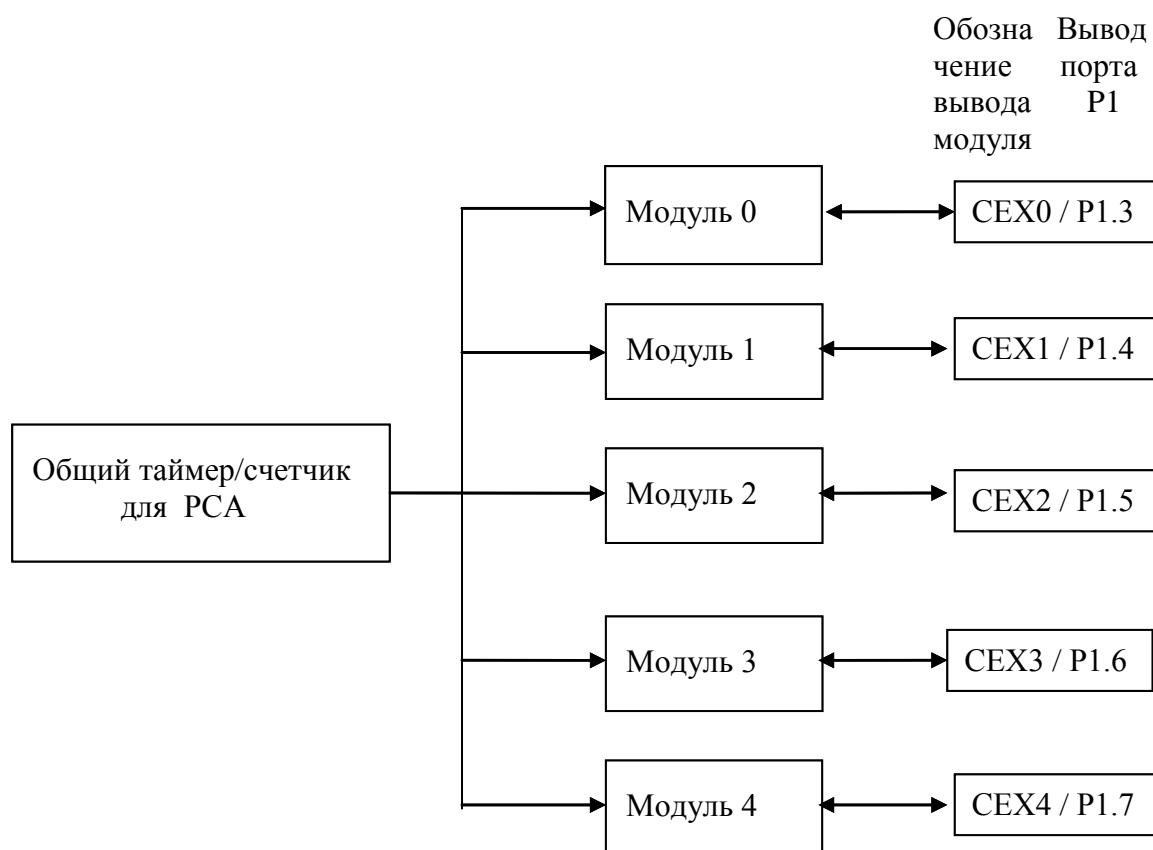 Обозна Вывод
чение порта
вывода P1
модуля
Модуль 0
CEX0 / P1.3
Модуль 1
CEX1 / P1.4
Общий таймер/счетчик
для PCA
Модуль 2
CEX2 / P1.5
Модуль 3
CEX3 / P1.6
Модуль 4
CEX4 / P1.7